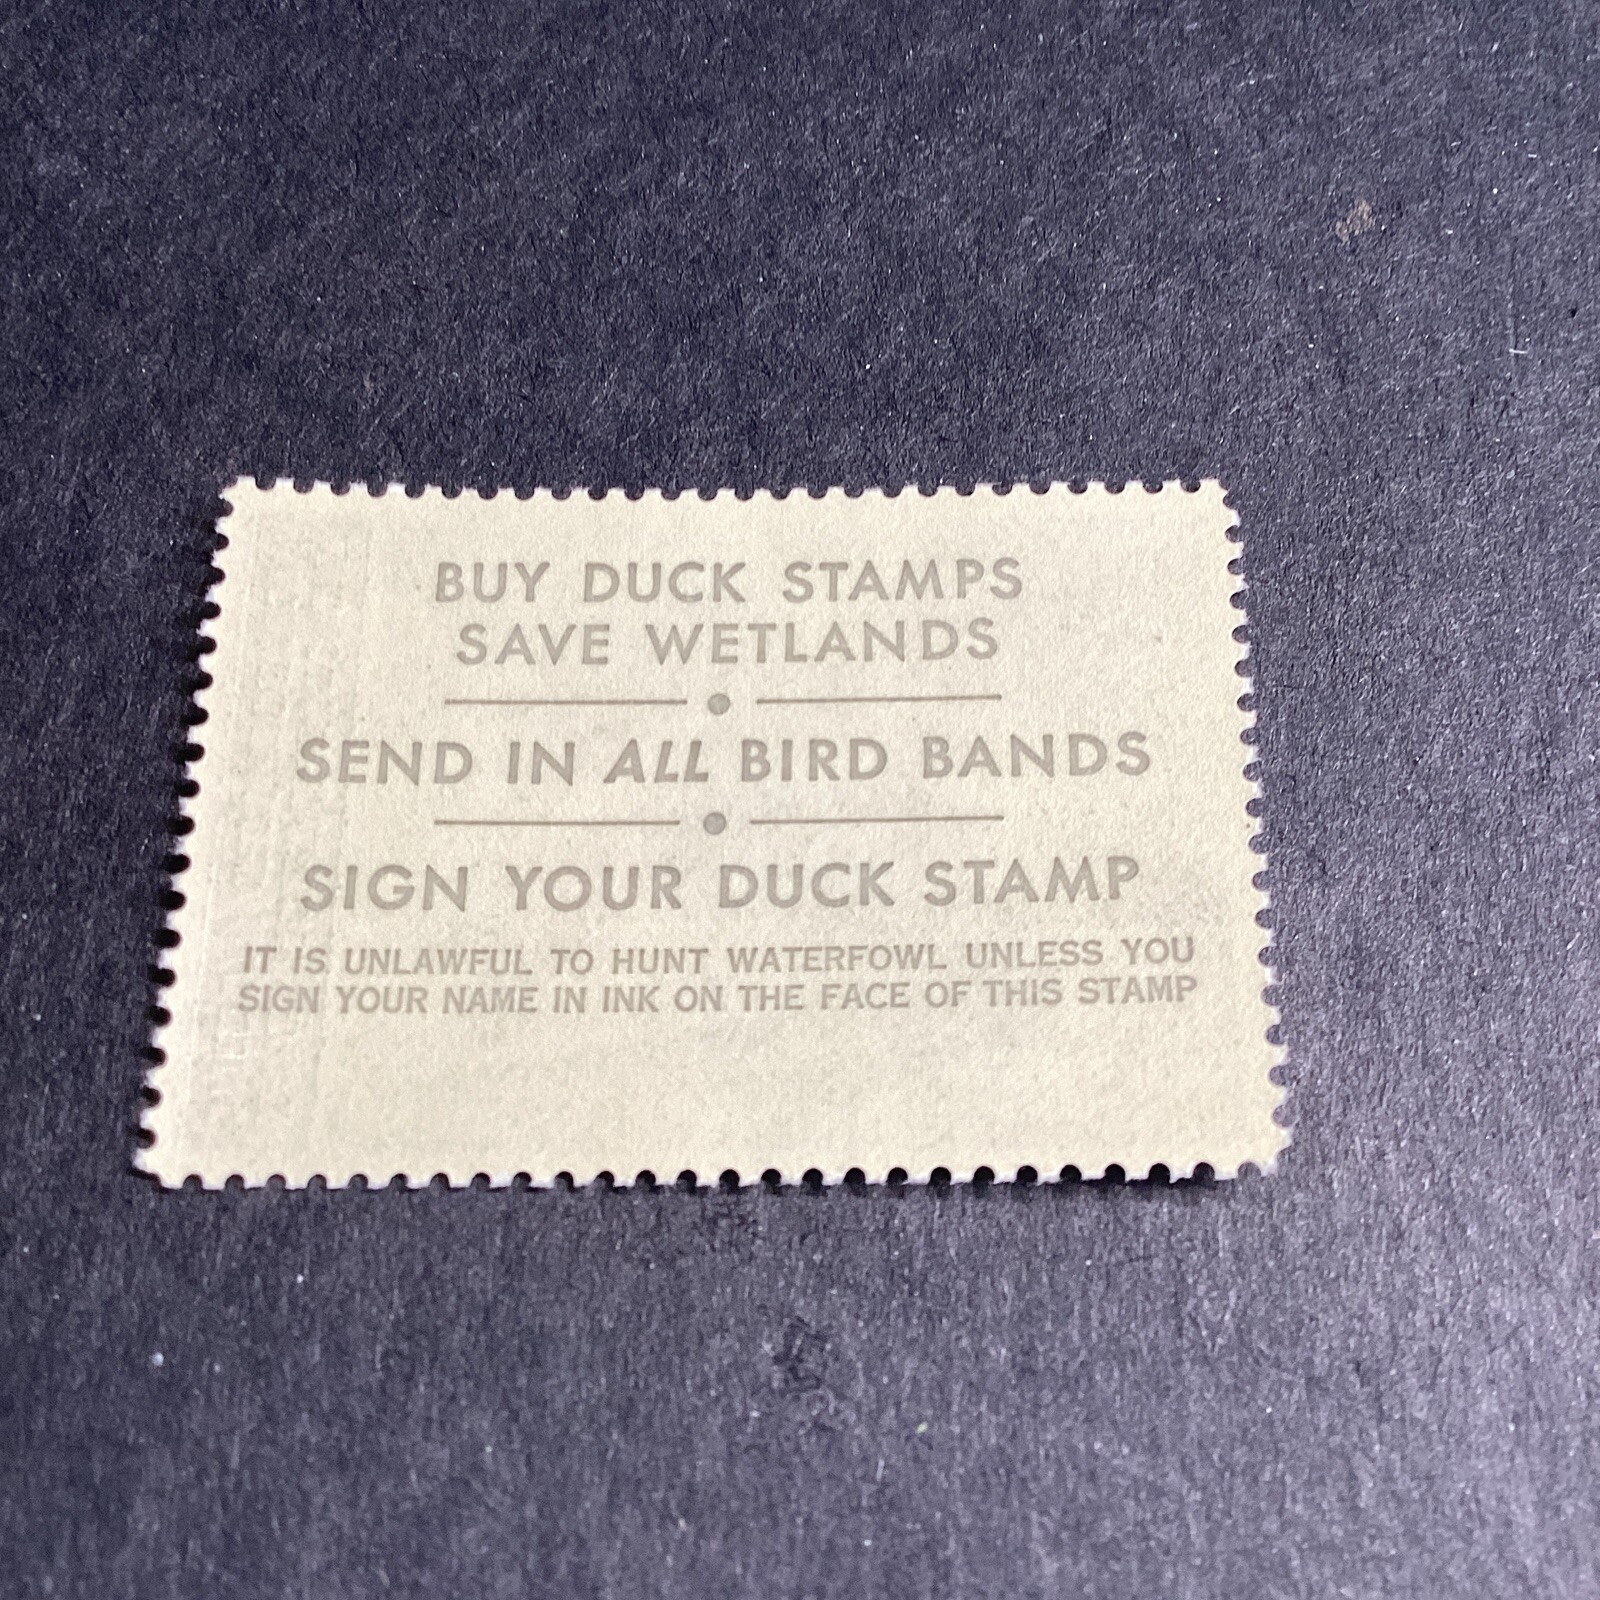 BUY DUCK STAMPS
SAVE WETLANDS
SEND IN ALL BIRD BANDS
SIGN YOUR DUCK STAMP
IT IS UNLAWFUL TO HUNT WATERFOWL UNLESS YOU
SIGN YOUR NAME IN INK ON THE FACE OF THIS STAMP